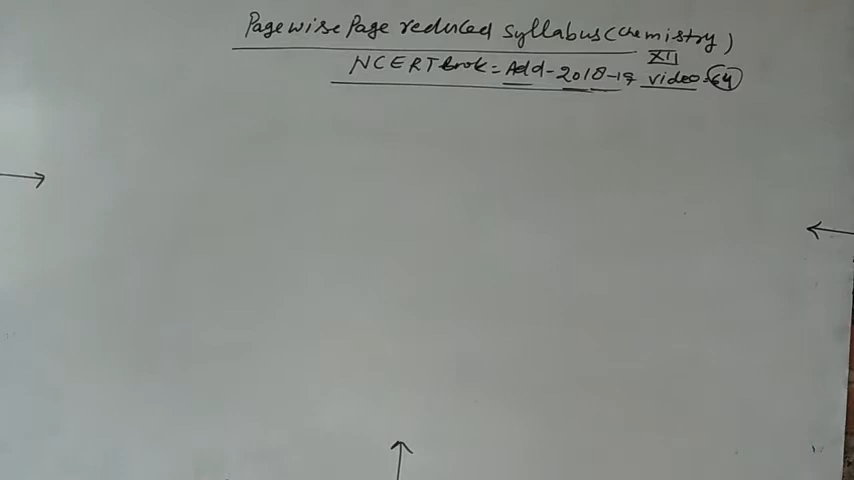 Pagewise Page reduced Syllabus (Chemistry)
XII
NCERT book = Add - 2018-19 video 64